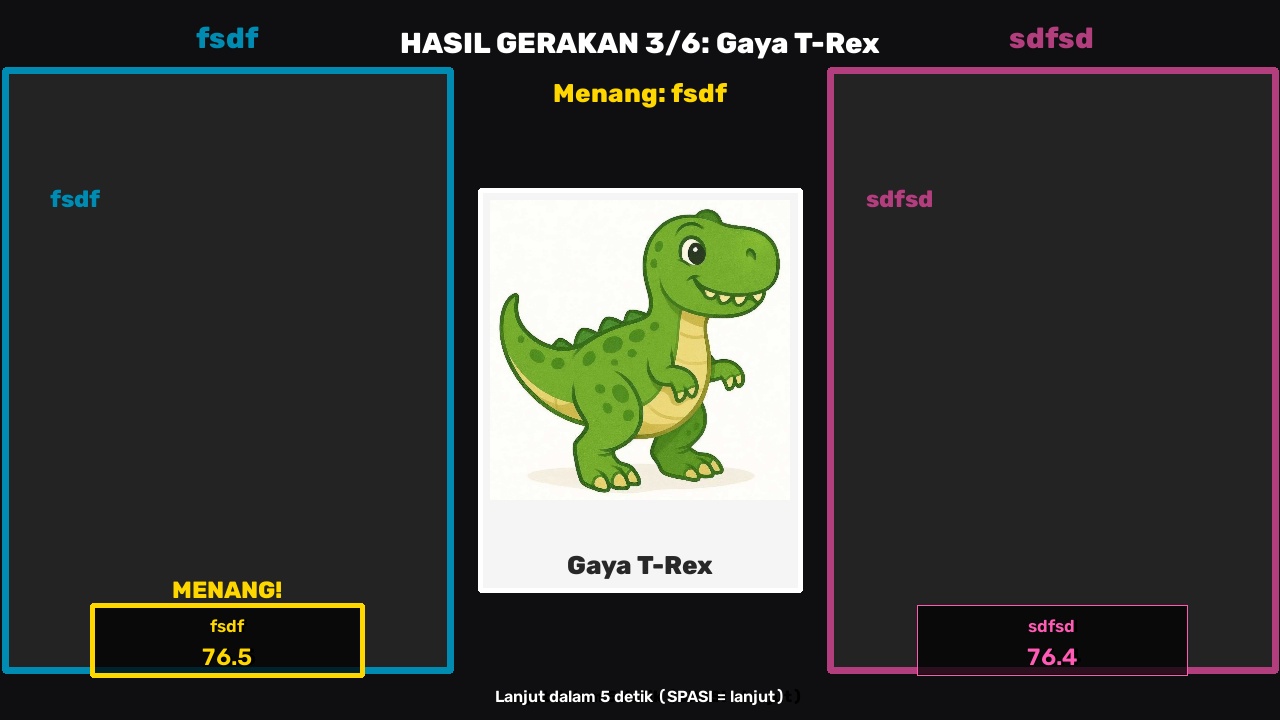 fsdf
HASIL GERAKAN 3/6: Gaya T-Rex
sdfsd
Menang: fsdf
fsdf
sdfsd
Gaya T-Rex
MENANG!
fsdf
76.5
sdfsd
76.4
Lanjut dalam 5 detik (SPASI = lanjut)